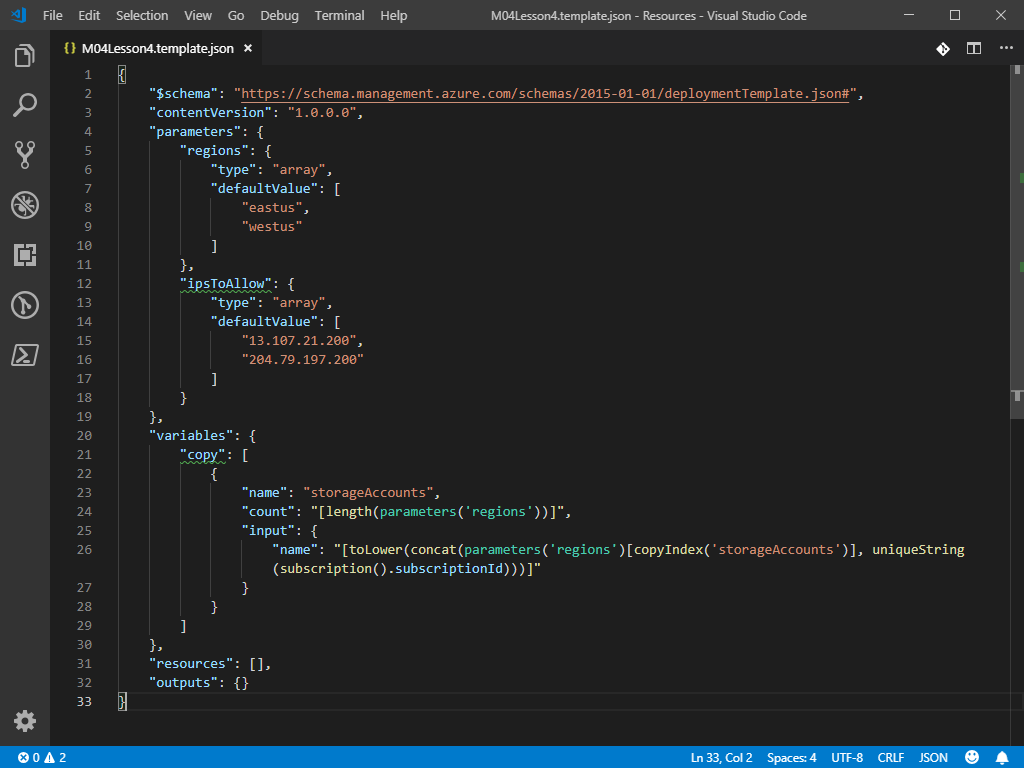 File Edit Selection View Go Debug Terminal Help M04Lesson4.template.json - Resources - Visual Studio Code
{} M04Lesson4.template.json ×
1 {
2 "$schema": "https://schema.management.azure.com/schemas/2015-01-01/deploymentTemplate.json#",
3 "contentVersion": "1.0.0.0",
4 "parameters": {
5 "regions": {
6 "type": "array",
7 "defaultValue": [
8 "eastus",
9 "westus"
10 ]
11 },
12 "ipsToAllow": {
13 "type": "array",
14 "defaultValue": [
15 "13.107.21.200",
16 "204.79.197.200"
17 ]
18 }
19 },
20 "variables": {
21 "copy": [
22 {
23 "name": "storageAccounts",
24 "count": "[length(parameters('regions'))]",
25 "input": {
26 "name": "[toLower(concat(parameters('regions')[copyIndex('storageAccounts')], uniqueString
(subscription().subscriptionId)))]"
27 }
28 }
29 ]
30 },
31 "resources": [],
32 "outputs": {}
33 }
0 2 Ln 33, Col 2 Spaces: 4 UTF-8 CRLF JSON